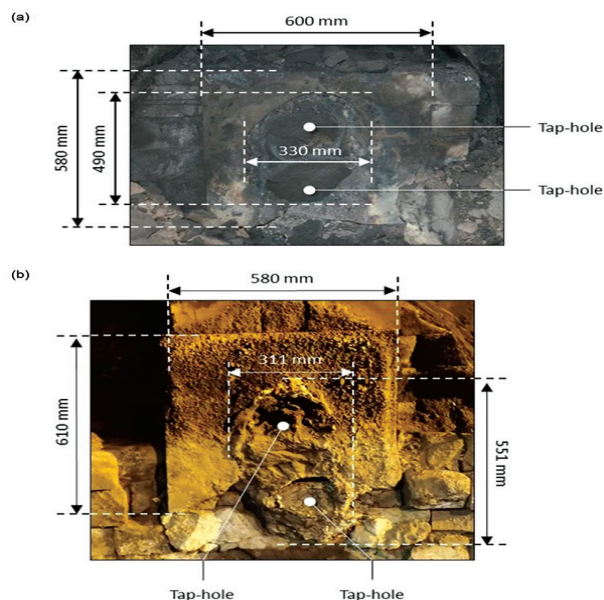 (a)
600 mm
580 mm
490 mm
330 mm
Tap-hole
Tap-hole
(b)
580 mm
311 mm
610 mm
551 mm
Tap-hole
Tap-hole